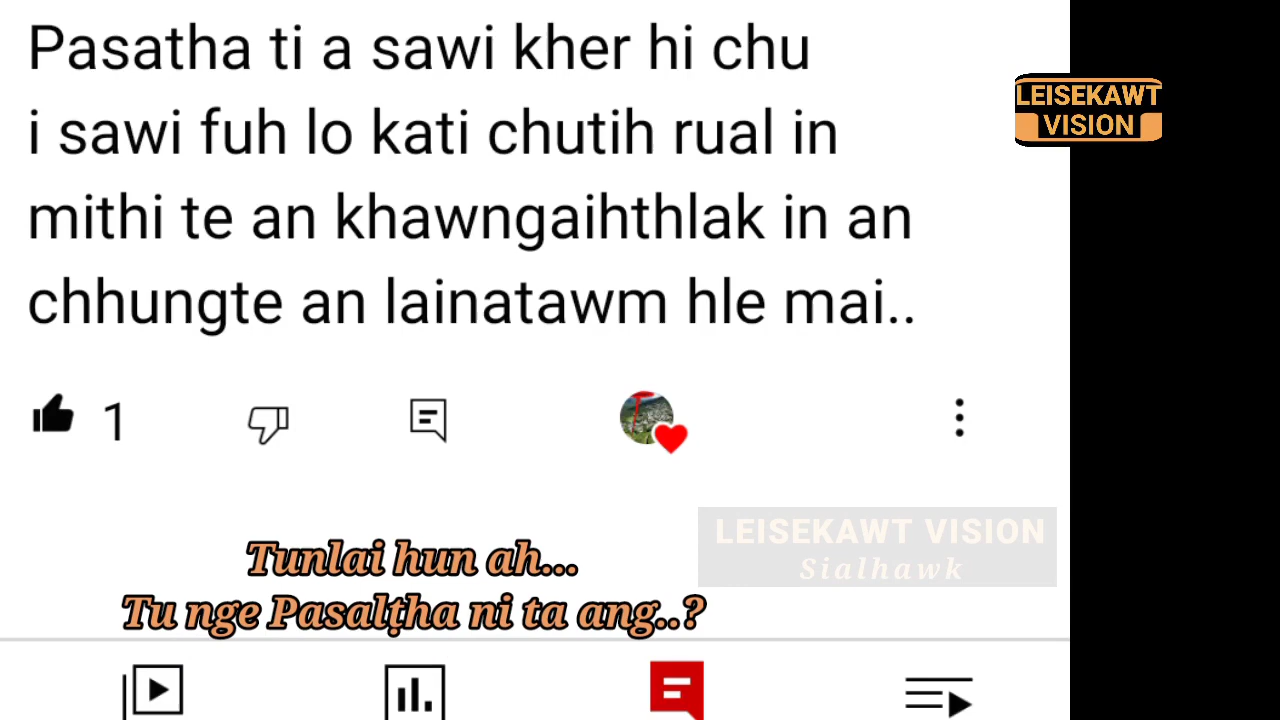 Pasatha ti a sawi kher hi chu
i sawi fuh lo kati chutih rual in
mithi te an khawngaihthlak in an
chhungte an lainatawm hle mai..
1
LEISEKAWT
VISION
LEISEKAWT VISION
Sialhawk
Tunlai hun ah...
Tu nge Pasalṭha ni ta ang..?